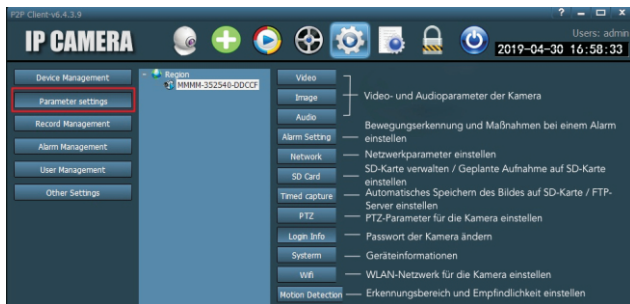 P2P Client-v6.4.3.9
IP CAMERA
Users: admin
2019-04-30 16:58:33
Device Management
Parameter settings
Record Management
Alarm Management
User Management
Other Settings
Region
MMMM-352540-DDCCF
Video
Image
Audio
Video- und Audioparameter der Kamera
Alarm Setting
Bewegungserkennung und Maßnahmen bei einem Alarm
einstellen
Network
Netzwerkparameter einstellen
SD Card
SD-Karte verwalten / Geplante Aufnahme auf SD-Karte
einstellen
Timed capture
Automatisches Speichern des Bildes auf SD-Karte / FTP-
Server einstellen
PTZ
PTZ-Parameter für die Kamera einstellen
Login Info
Passwort der Kamera ändern
Systerm
Geräteinformationen
Wifi
WLAN-Netzwerk für die Kamera einstellen
Motion Detection
Erkennungsbereich und Empfindlichkeit einstellen